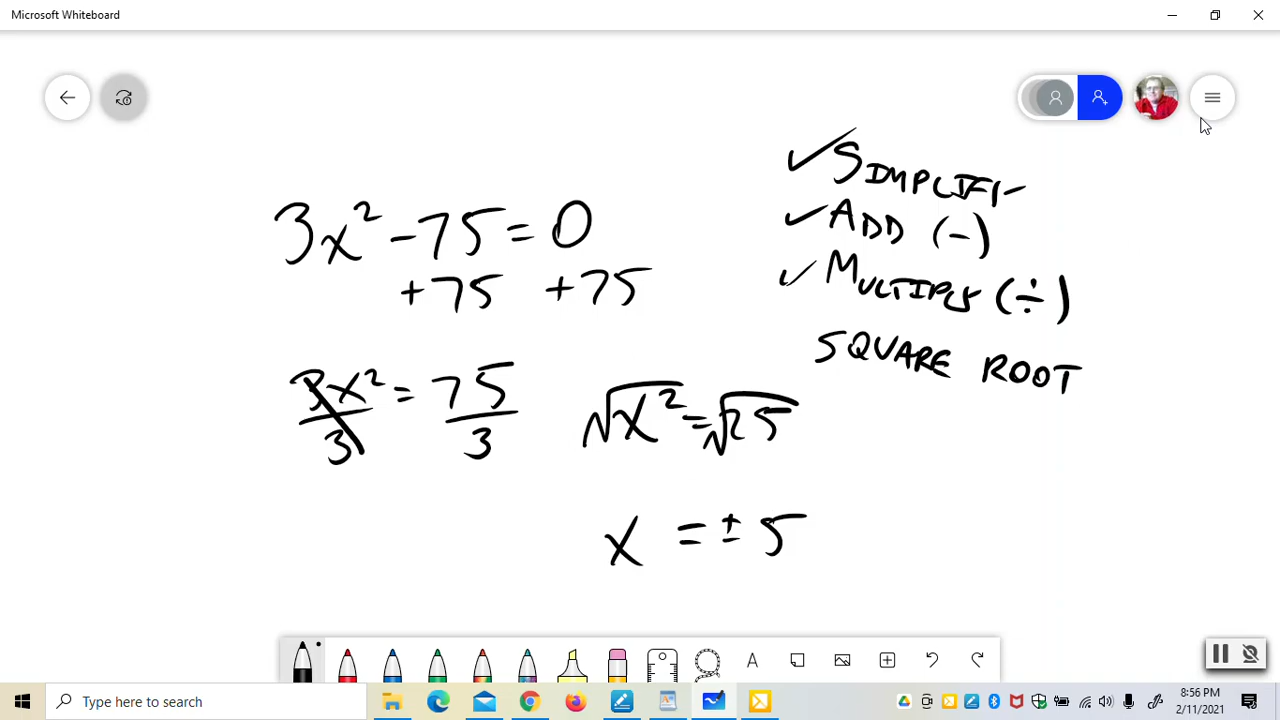 Microsoft Whiteboard
✓ SIMPLIFY
✓ ADD (−)
✓ MULTIPLY (÷)
SQUARE ROOT
3x² − 75 = 0
+75 +75
3x²/3 = 75/3
√x² = √25
x = ± 5
A
Type here to search
8:56 PM
2/11/2021